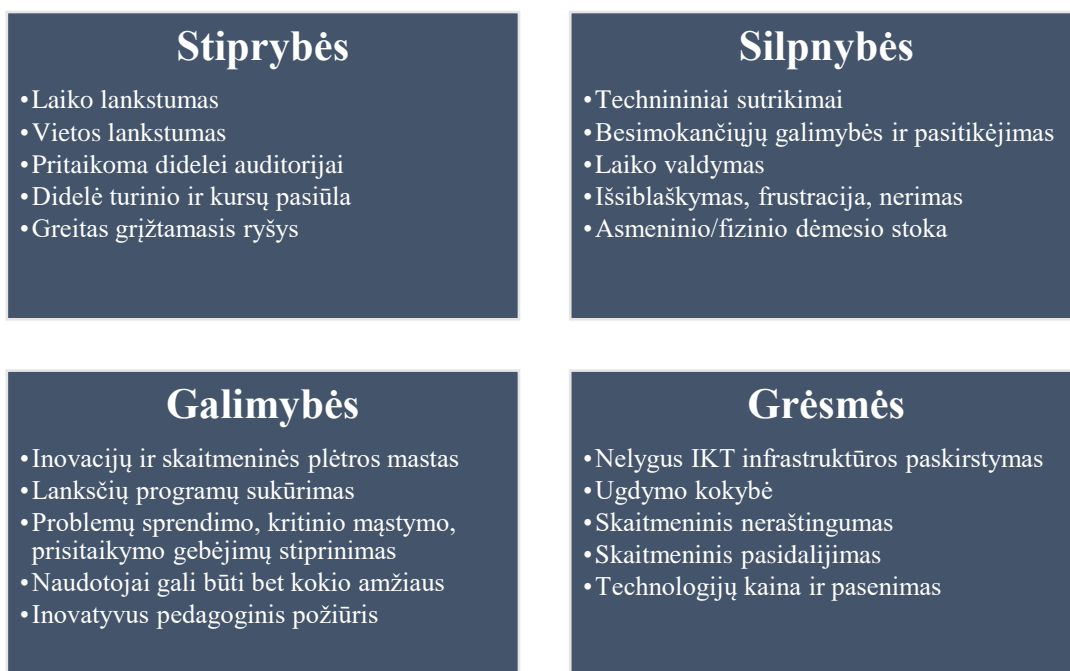 Stiprybės
•Laiko lankstumas
•Vietos lankstumas
•Pritaikoma didelei auditorijai
•Didelė turinio ir kursų pasiūla
•Greitas grįžtamasis ryšys
Silpnybės
•Technininiai sutrikimai
•Besimokančiųjų galimybės ir pasitikėjimas
•Laiko valdymas
•Išsiblaškymas, frustracija, nerimas
•Asmeninio/fizinio dėmesio stoka
Galimybės
•Inovacijų ir skaitmeninės plėtros mastas
•Lanksčių programų sukūrimas
•Problemų sprendimo, kritinio mąstymo,
prisitaikymo gebėjimų stiprinimas
•Naudotojai gali būti bet kokio amžiaus
•Inovatyvus pedagoginis požiūris
Grėsmės
•Nelygus IKT infrastruktūros paskirstymas
•Ugdymo kokybė
•Skaitmeninis neraštingumas
•Skaitmeninis pasidalijimas
•Technologijų kaina ir pasenimas